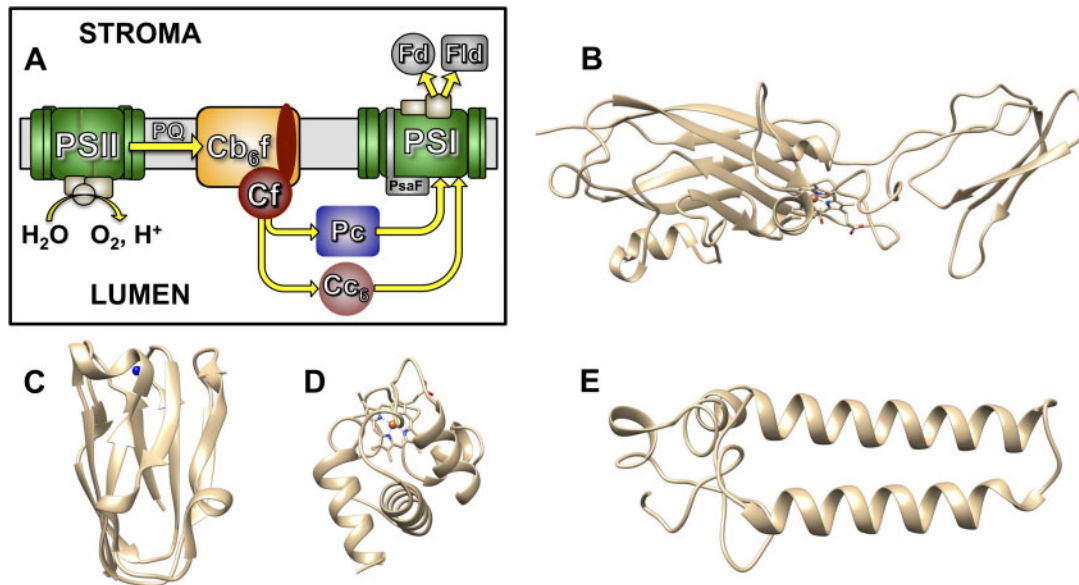 STROMA
A
Fd
Fld
B
PSII
PQ
Cb₆f
PSI
Cf
PsaF
H₂O
O₂, H⁺
Pc
LUMEN
Cc₆
C
D
E